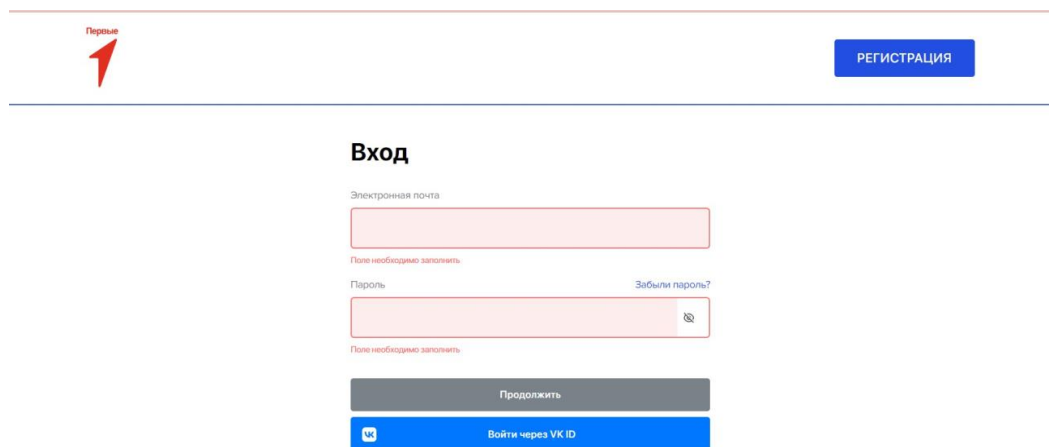 Первые
РЕГИСТРАЦИЯ
Вход
Электронная почта
Поле необходимо заполнить
Пароль Забыли пароль?
Поле необходимо заполнить
Продолжить
Войти через VK ID